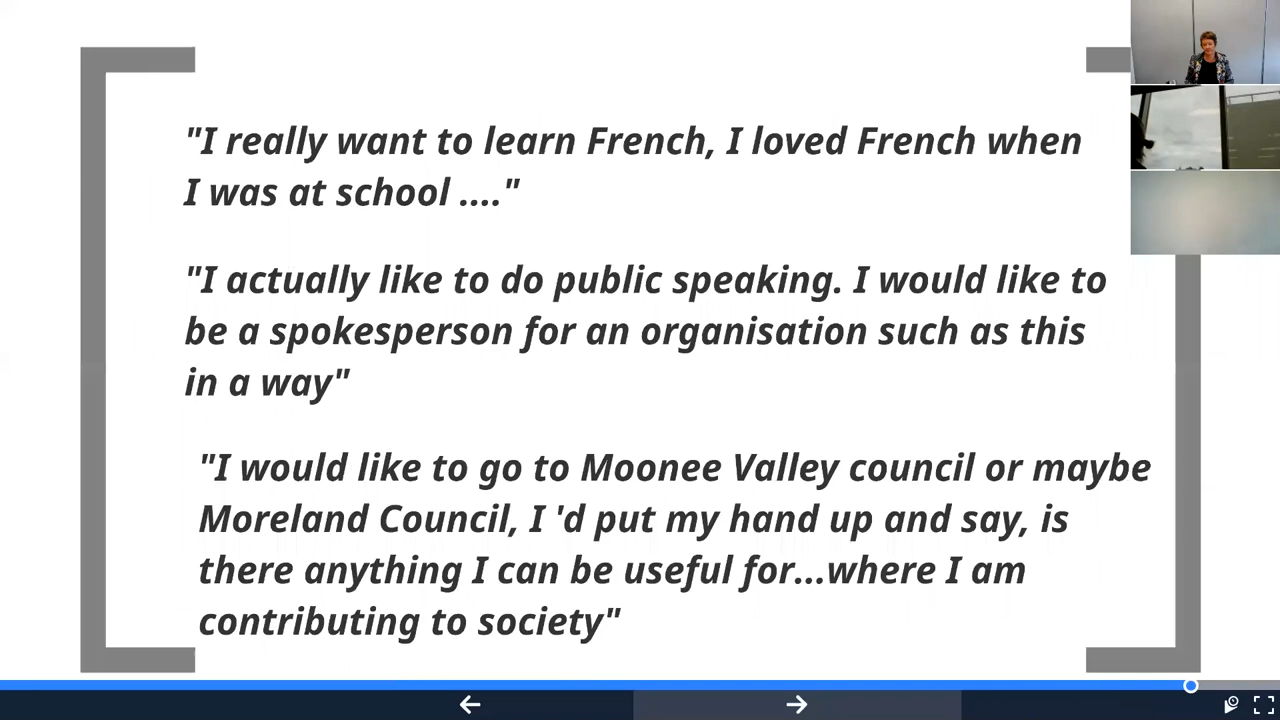 "I really want to learn French, I loved French when
I was at school ...."
"I actually like to do public speaking. I would like to
be a spokesperson for an organisation such as this
in a way"
"I would like to go to Moonee Valley council or maybe
Moreland Council, I 'd put my hand up and say, is
there anything I can be useful for...where I am
contributing to society"